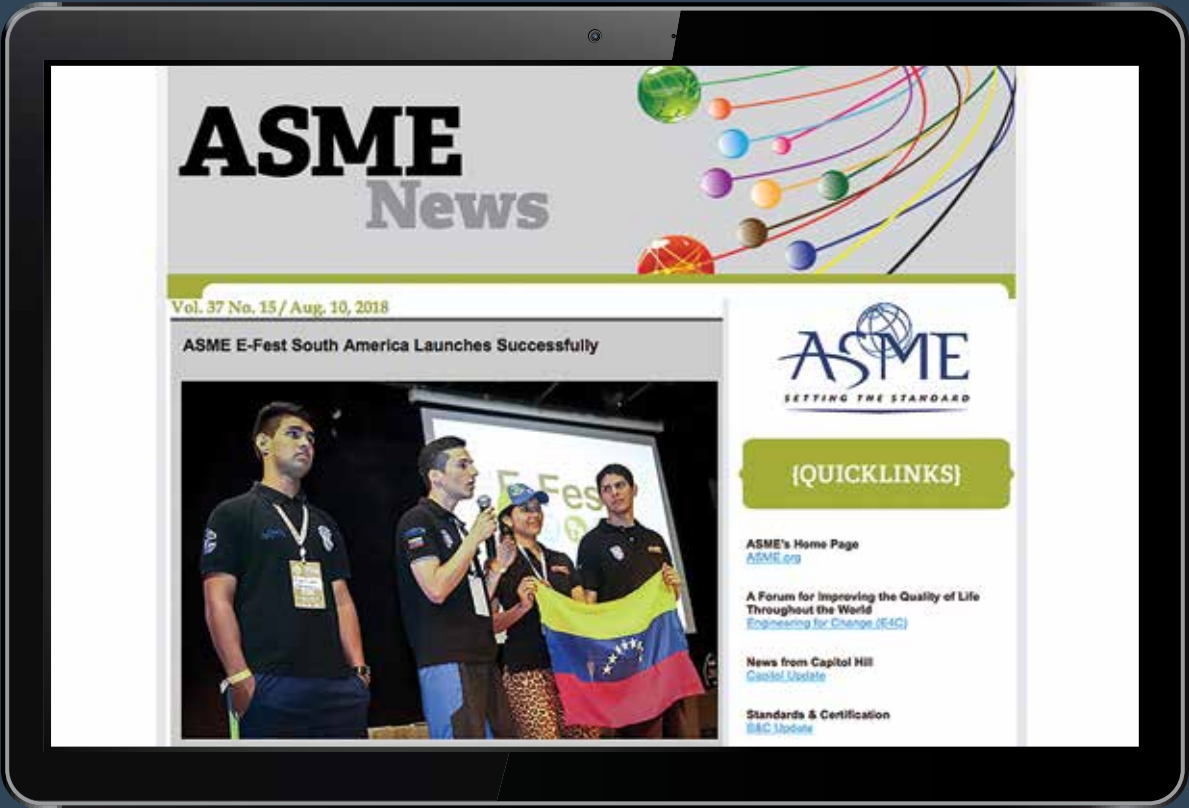 ASME
News
Vol. 37 No. 15 / Aug. 10, 2018
ASME E-Fest South America Launches Successfully
E-Fes
ASME
SETTING THE STANDARD
{QUICKLINKS}
ASME's Home Page
ASME.org
A Forum for Improving the Quality of Life
Throughout the World
Engineering for Change (E4C)
News from Capitol Hill
Capitol Update
Standards & Certification
S&C Update